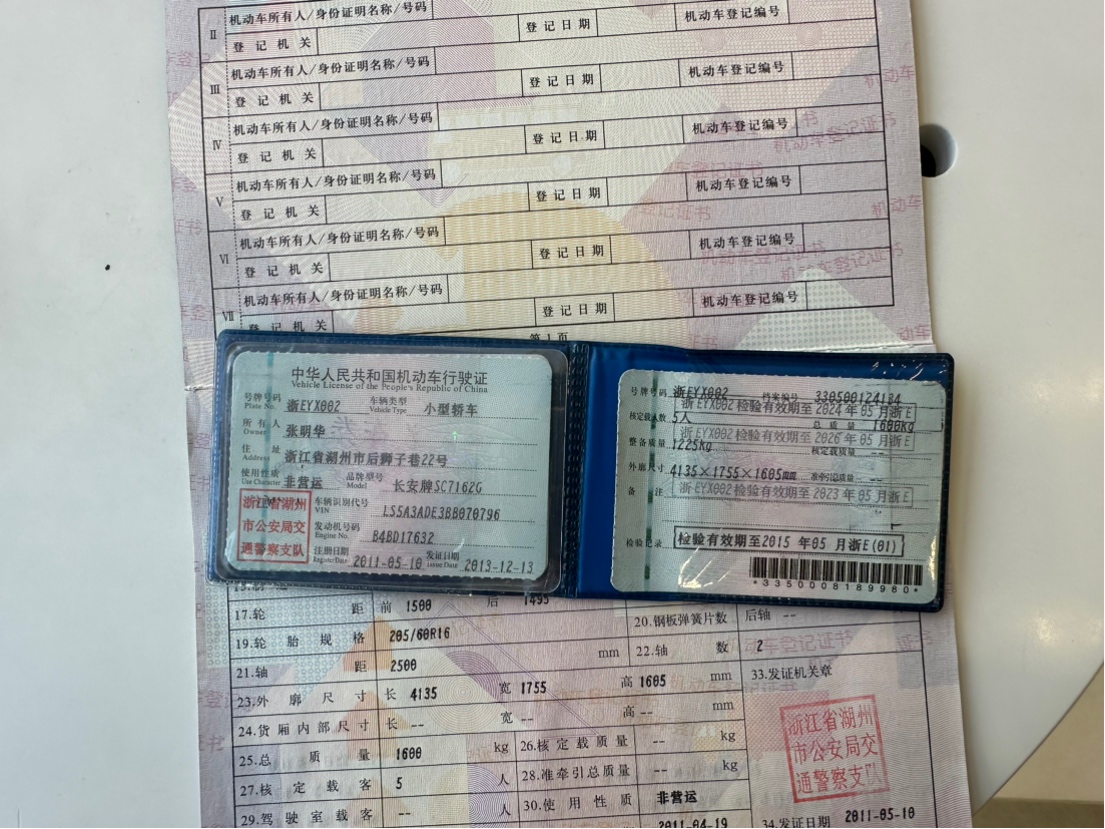 Ⅱ 机动车所有人/身份证明名称/号码
登记机关 登记日期 机动车登记编号
Ⅲ 机动车所有人/身份证明名称/号码
登记机关 登记日期 机动车登记编号
Ⅳ 机动车所有人/身份证明名称/号码
登记机关 登记日期 机动车登记编号
Ⅴ 机动车所有人/身份证明名称/号码
登记机关 登记日期 机动车登记编号
Ⅵ 机动车所有人/身份证明名称/号码
登记机关 登记日期 机动车登记编号
Ⅶ 机动车所有人/身份证明名称/号码
登记机关 登记日期 机动车登记编号
第1页
中华人民共和国机动车行驶证
Vehicle License of the People's Republic of China
号牌号码 Plate No. 浙EYX002 车辆类型 Vehicle Type 小型轿车
所有人 Owner 张明华
住址 Address 浙江省湖州市后狮子巷22号
使用性质 Use Character 非营运 品牌型号 Model 长安牌SC7162G
浙江省湖州
市公安局交
通警察支队
车辆识别代号 VIN LS5A3ADE3BB070796
发动机号码 Engine No. B4BD17632
注册日期 Register Date 2011-05-10 发证日期 Issue Date 2013-12-13
号牌号码 浙EYX002 档案编号 330500124184
浙EYX002 检验有效期至2024年05月浙E
核定载人数 5人 总质量 1600kg
浙EYX002 检验有效期至2026年05月浙E
整备质量 1225kg 核定载质量 --
外廓尺寸 4135×1755×1605mm 准牵引总质量 --
备注 浙EYX002 检验有效期至2023年05月浙E
检验记录 检验有效期至2015年05月浙E(01)
*3350008189980*
17.轮距 前 1500 后 1495
19.轮胎规格 205/60R16 20.钢板弹簧片数 后轴 --
21.轴距 2500 mm 22.轴数 2
23.外廓尺寸 长 4135 宽 1755 高 1605 mm 33.发证机关章
24.货厢内部尺寸 长 -- 宽 -- 高 -- mm
25.总质量 1600 kg 26.核定载质量 -- kg
27.核定载客 5 人 28.准牵引总质量 -- kg
29.驾驶室载客 -- 人 30.使用性质 非营运
浙江省湖州
市公安局交
通警察支队
2011-04-19 34.发证日期 2011-05-10